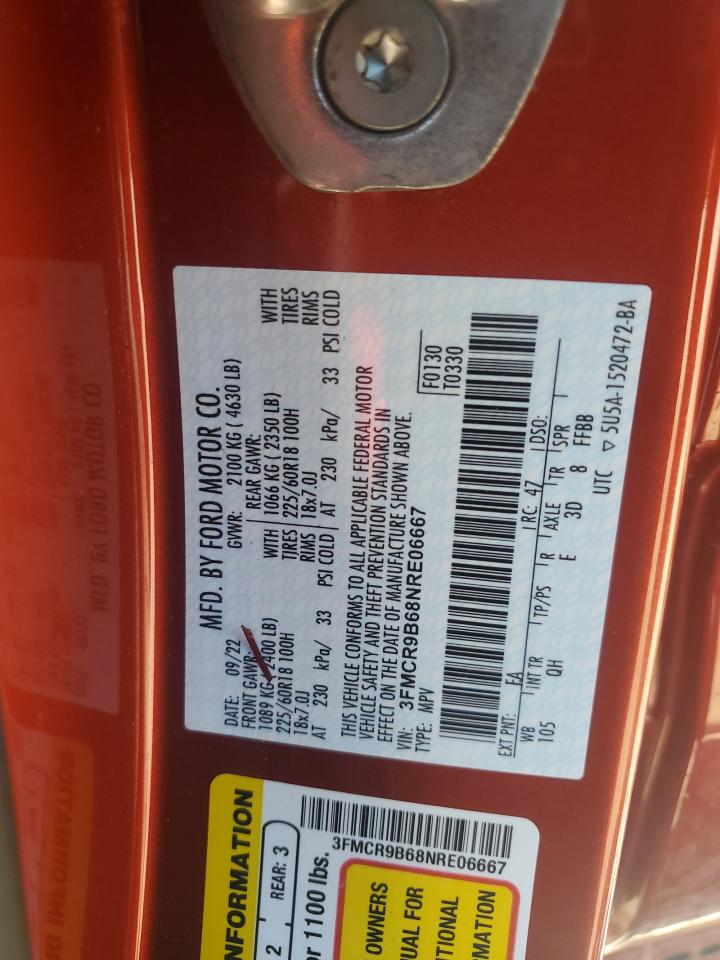 MFD. BY FORD MOTOR CO.
DATE: 09/22 GVWR: 2100 KG ( 4630 LB)
FRONT GAWR: REAR GAWR:
1089 KG ( 2400 LB) WITH 1066 KG ( 2350 LB) WITH
225/60R18 100H TIRES 225/60R18 100H TIRES
18x7.0J RIMS 18x7.0J RIMS
AT 230 kPa/ 33 PSI COLD AT 230 kPa/ 33 PSI COLD
THIS VEHICLE CONFORMS TO ALL APPLICABLE FEDERAL MOTOR
VEHICLE SAFETY AND THEFT PREVENTION STANDARDS IN
EFFECT ON THE DATE OF MANUFACTURE SHOWN ABOVE.
VIN: 3FMCR9B68NRE06667
TYPE: MPV
F0130
T0330
EXT PNT: EA RC: 47 DSO:
WB INT TR TP/PS R AXLE TR SPR
105 QH E 3D 8 FFBB
UTC ▽ 5U5A-1520472-BA
NFORMATION
2 REAR: 3
or 1100 lbs.
3FMCR9B68NRE06667
OWNERS
UAL FOR
TIONAL
MATION